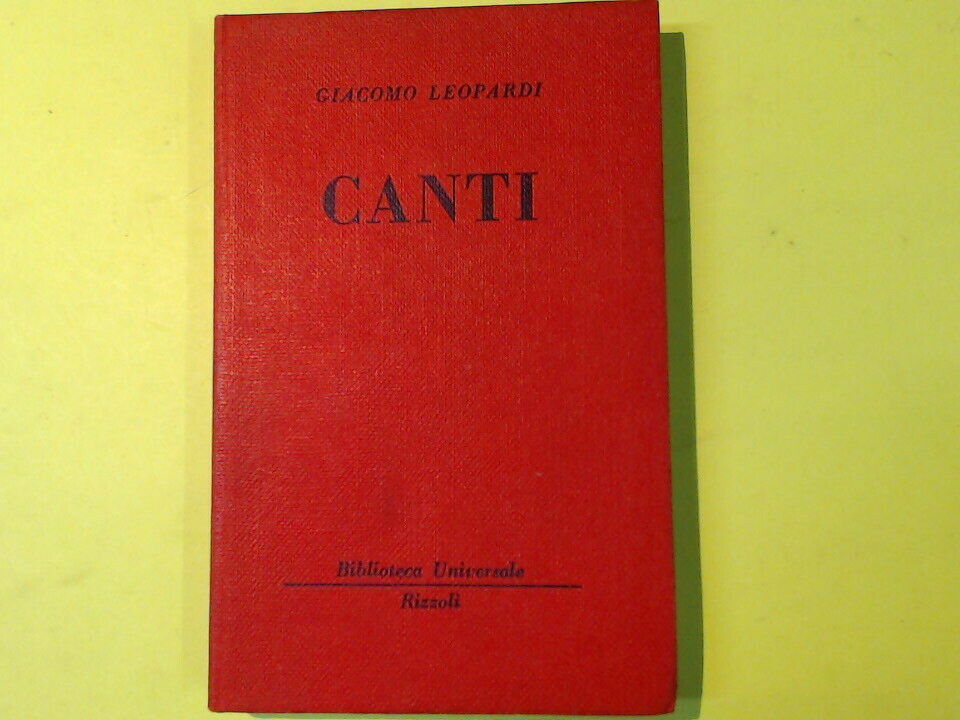 GIACOMO LEOPARDI
CANTI
Biblioteca Universale
Rizzoli